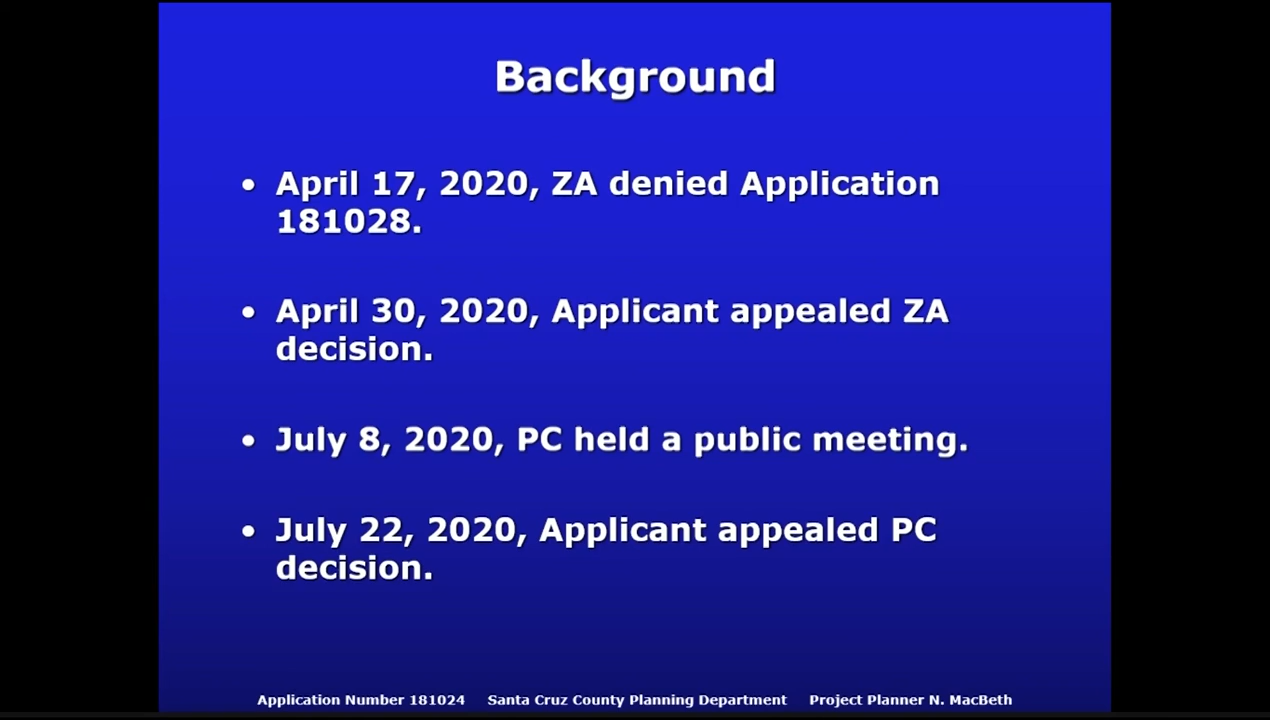 Background
• April 17, 2020, ZA denied Application
181028.
• April 30, 2020, Applicant appealed ZA
decision.
• July 8, 2020, PC held a public meeting.
• July 22, 2020, Applicant appealed PC
decision.
Application Number 181024 Santa Cruz County Planning Department Project Planner N. MacBeth